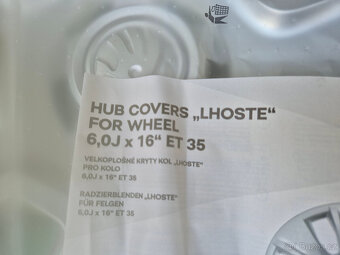 HUB COVERS „LHOSTE“
FOR WHEEL
6,0J x 16“ ET 35
VELKOPLOŠNÉ KRYTY KOL „LHOSTE“
PRO KOLO
6,0J x 16“ ET 35
RADZIERBLENDEN „LHOSTE“
FÜR FELGEN
6,0J x 16“ ET 35